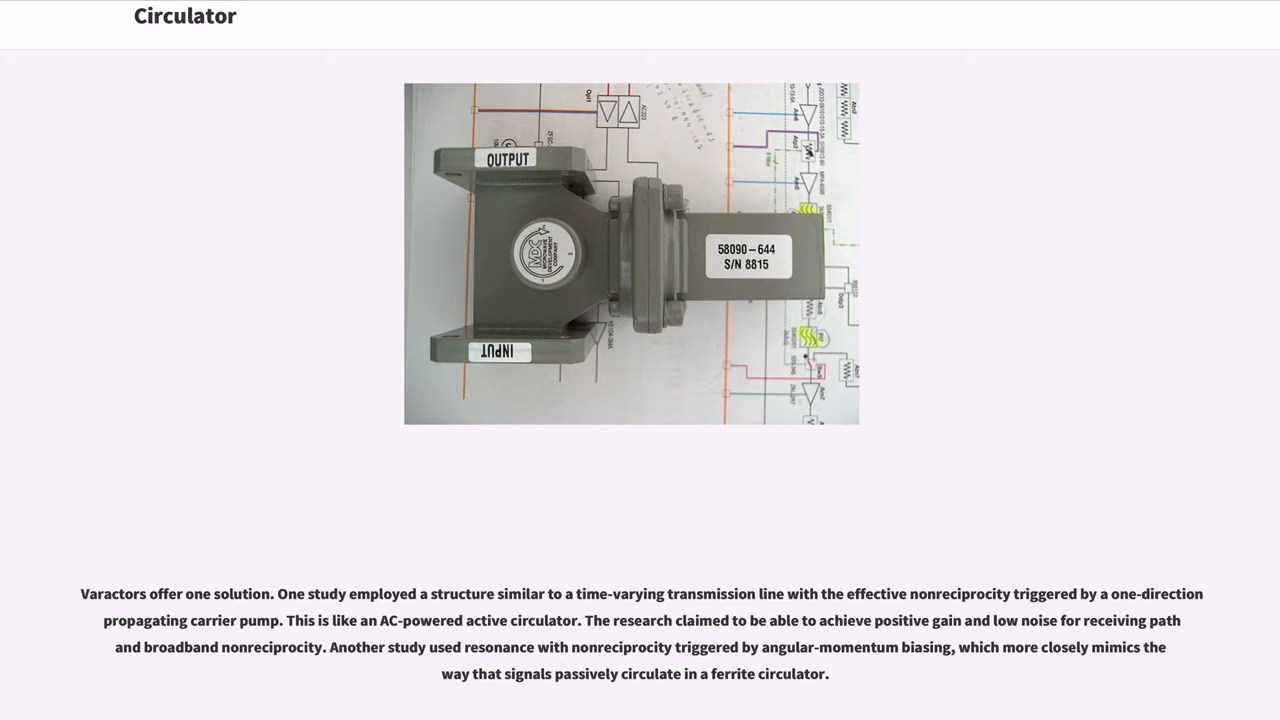 Circulator
OUTPUT
MDC
MICROWAVE
DEVELOPMENT
COMPANY
58090-644
S/N 8815
INPUT
Varactors offer one solution. One study employed a structure similar to a time-varying transmission line with the effective nonreciprocity triggered by a one-direction
propagating carrier pump. This is like an AC-powered active circulator. The research claimed to be able to achieve positive gain and low noise for receiving path
and broadband nonreciprocity. Another study used resonance with nonreciprocity triggered by angular-momentum biasing, which more closely mimics the
way that signals passively circulate in a ferrite circulator.